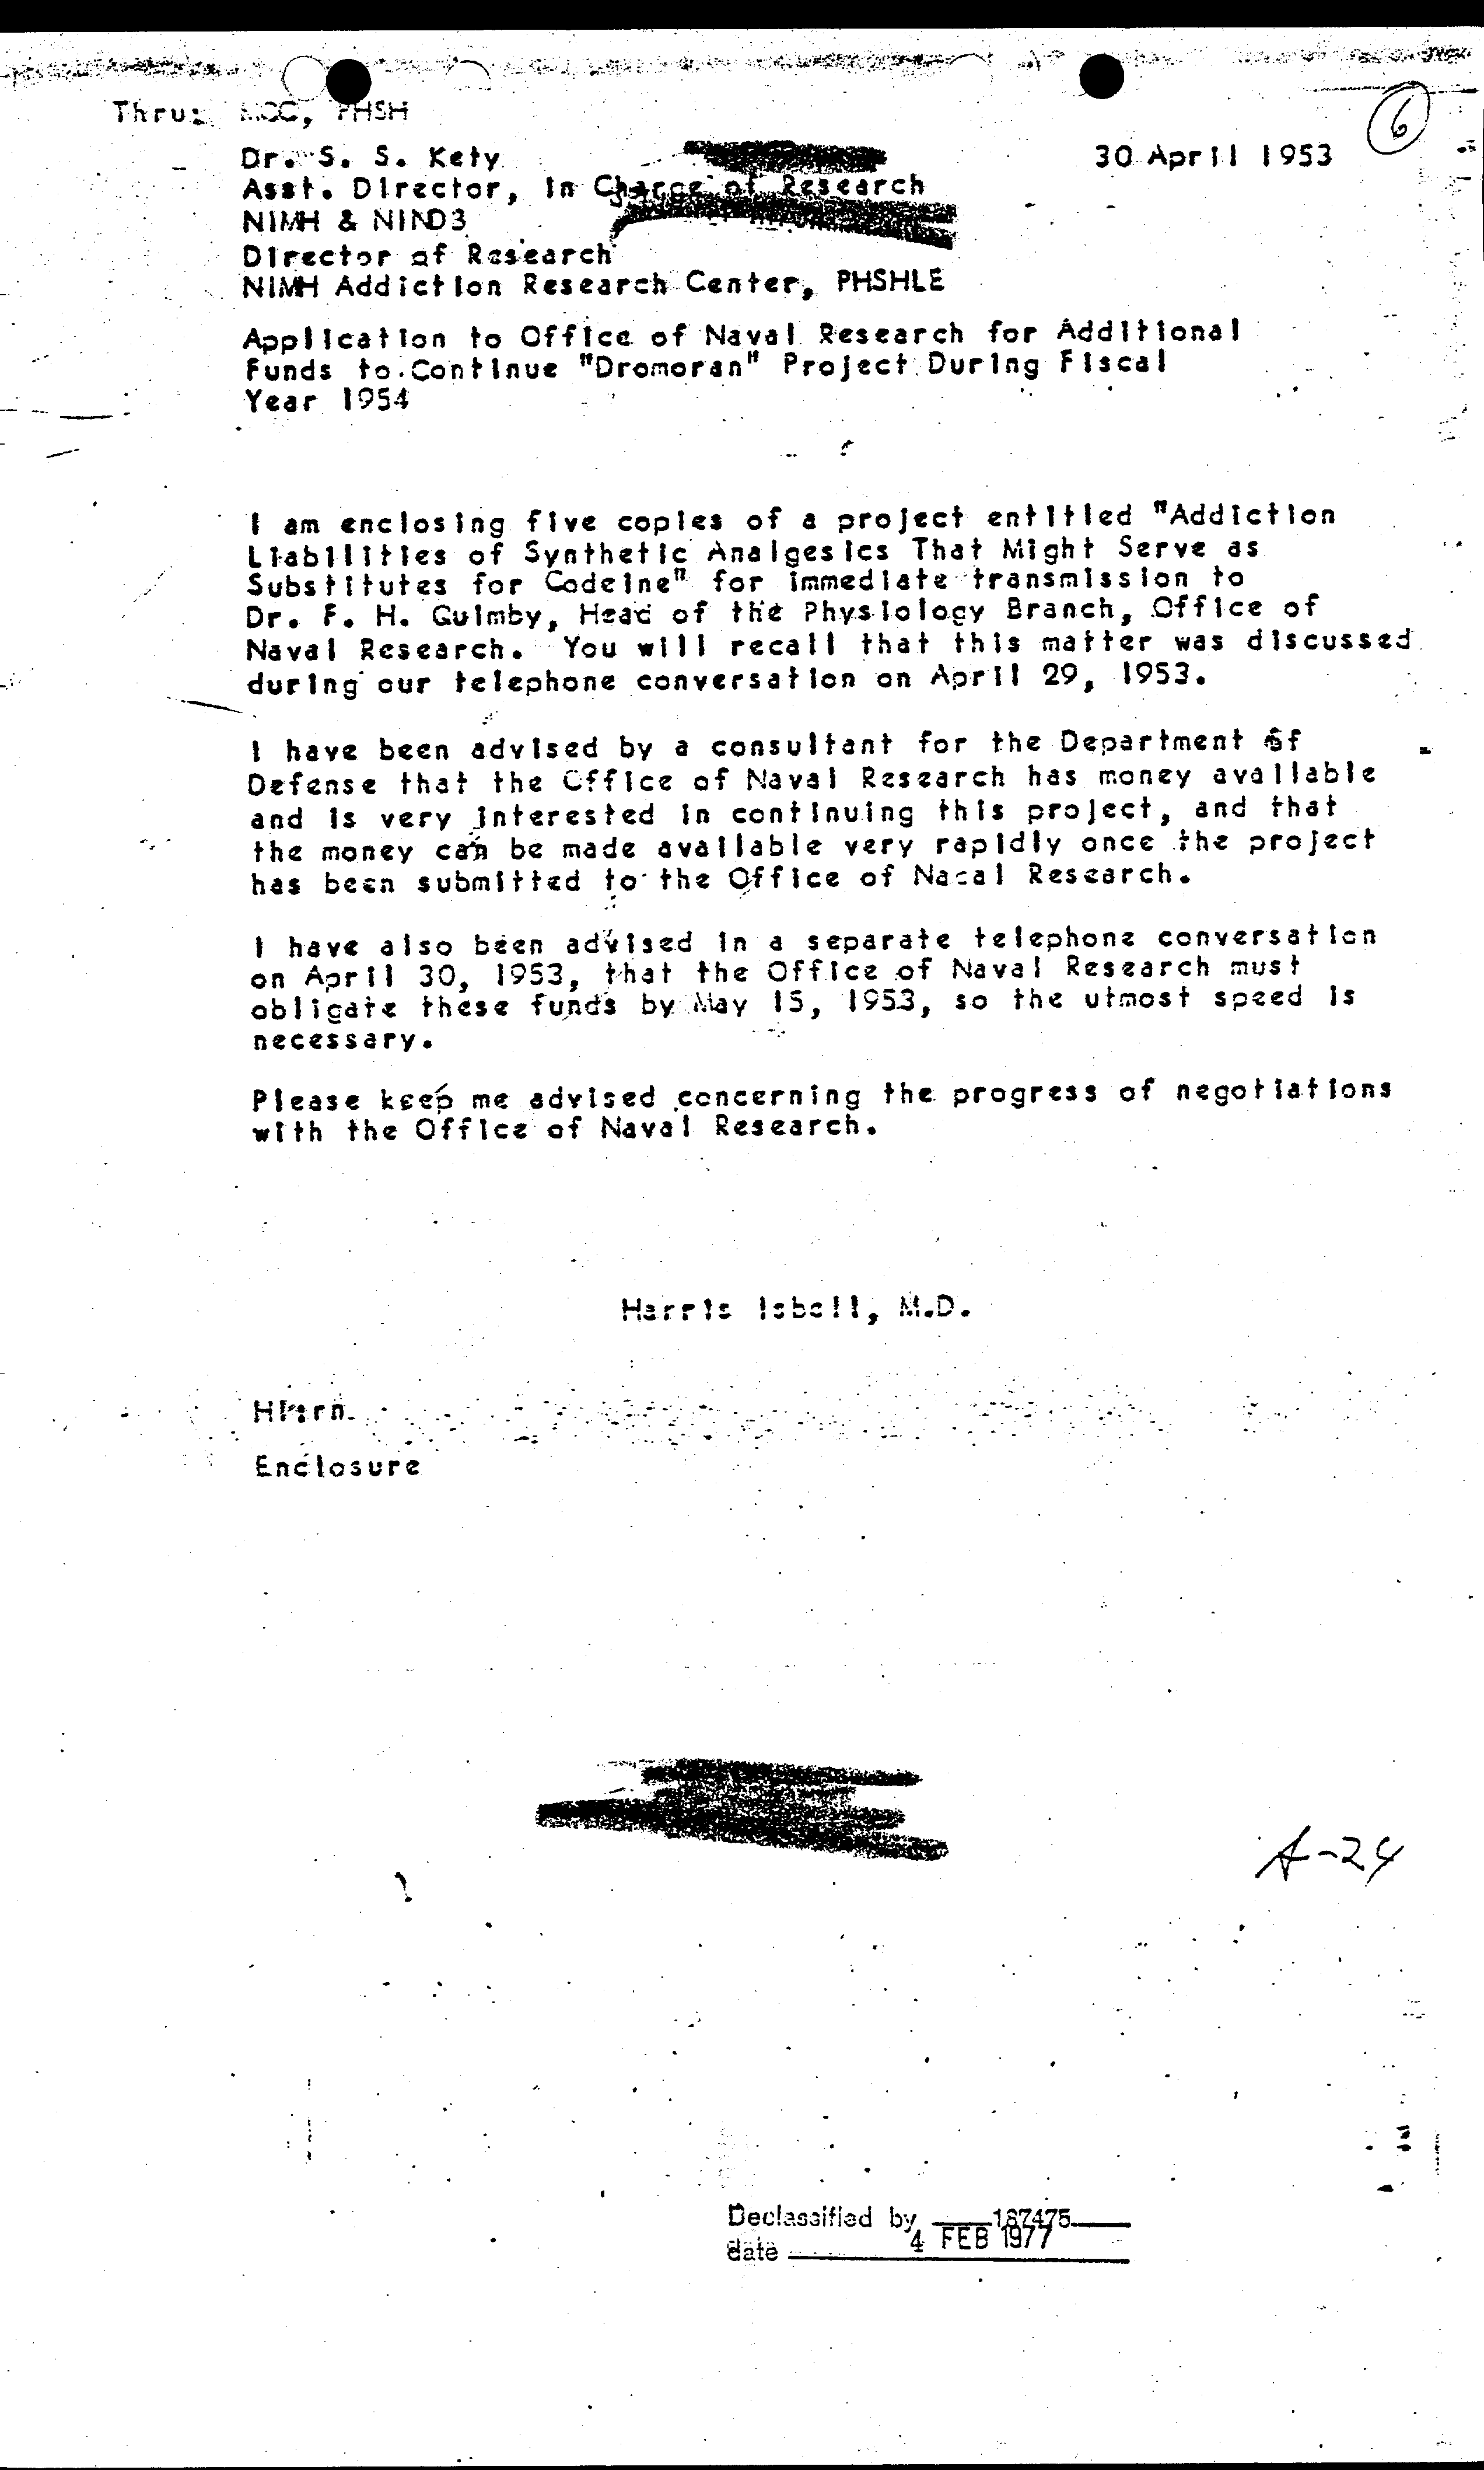 6
Thru: MOC, PHSH
Dr. S. S. Kety
30 April 1953
Asst. Director, In Charge of Research
NIMH & NIND3
Director of Research
NIMH Addiction Research Center, PHSHLE
Application to Office of Naval Research for Additional
Funds to Continue "Dromoran" Project During Fiscal
Year 1954
I am enclosing five copies of a project entitled "Addiction
Liabilities of Synthetic Analgesics That Might Serve as
Substitutes for Codeine" for immediate transmission to
Dr. F. H. Quimby, Head of the Physiology Branch, Office of
Naval Research. You will recall that this matter was discussed
during our telephone conversation on April 29, 1953.
I have been advised by a consultant for the Department of
Defense that the Office of Naval Research has money available
and is very interested in continuing this project, and that
the money can be made available very rapidly once the project
has been submitted to the Office of Nacal Research.
I have also been advised in a separate telephone conversation
on April 30, 1953, that the Office of Naval Research must
obligate these funds by May 15, 1953, so the utmost speed is
necessary.
Please keep me advised concerning the progress of negotiations
with the Office of Naval Research.
Harris Isbell, M.D.
HI:rn
Enclosure
A-24
Declassified by 187475
date 4 FEB 1977